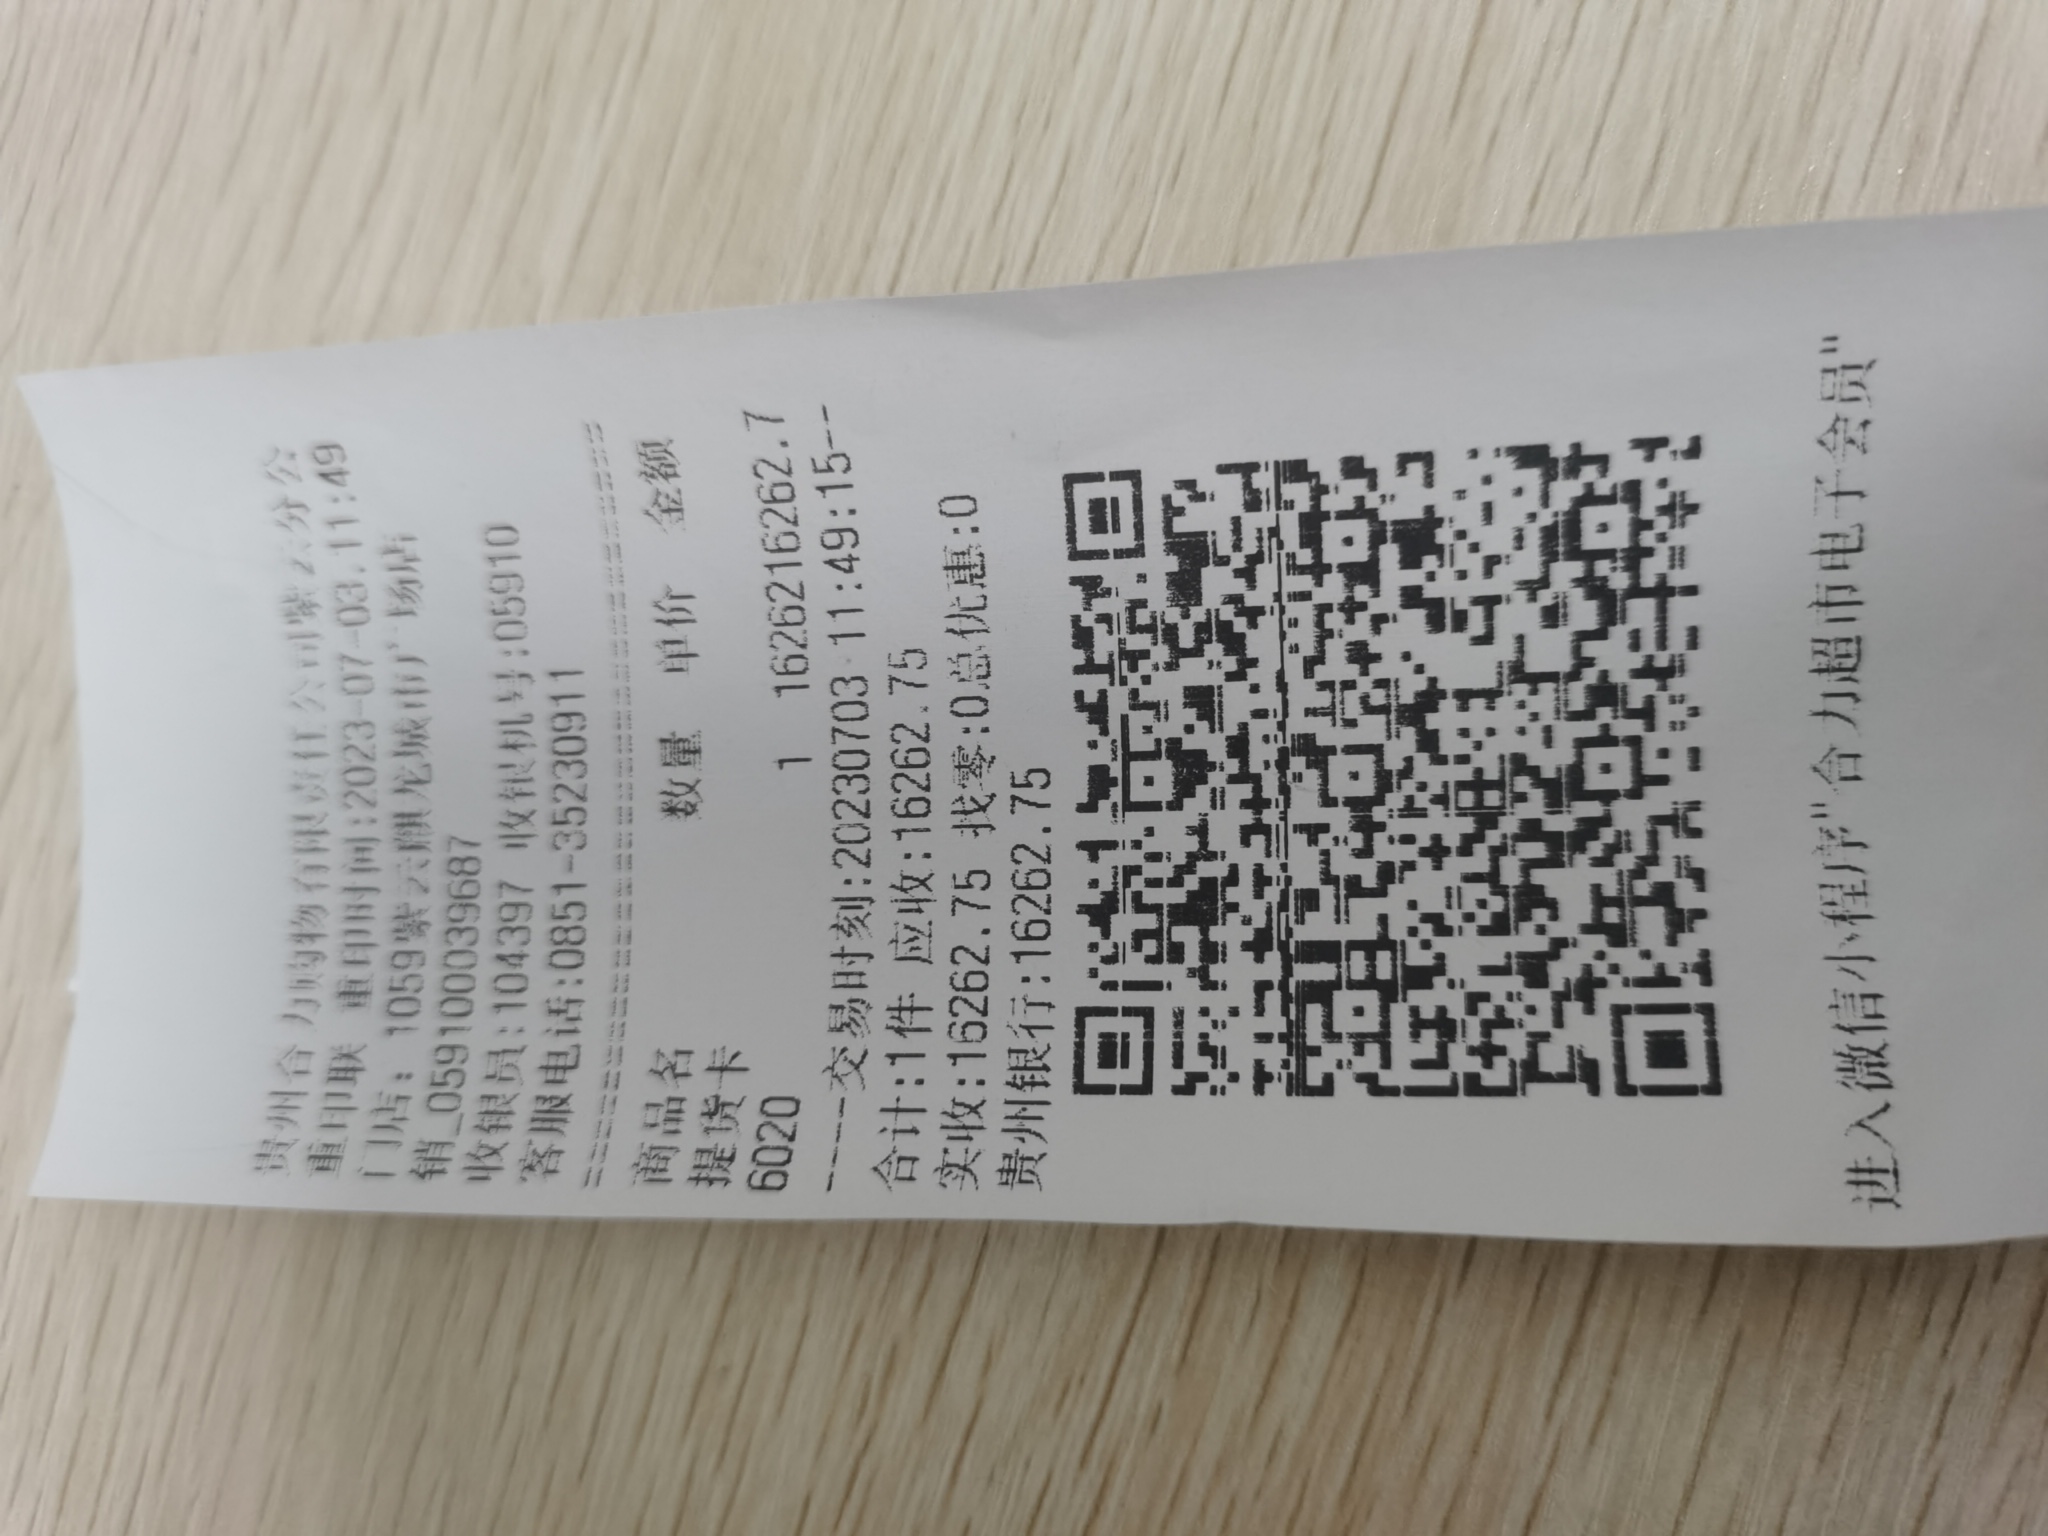 贵州合力购物有限责任公司紫云分公
重印联 重印时间:2023-07-03.11:49
门店: 1059紫云麒龙城市广场店
销_0591000039687
收银员:104397 收银机号:05910
客服电话:0851-35230911
================================
商品名 数量 单价 金额
提货卡
6020 1 1626216262.7
----交易时刻:20230703 11:49:15--
合计:1件 应收:16262.75
实收:16262.75 找零:0总优惠:0
贵州银行:16262.75
进入微信小程序"合力超市电子会员"